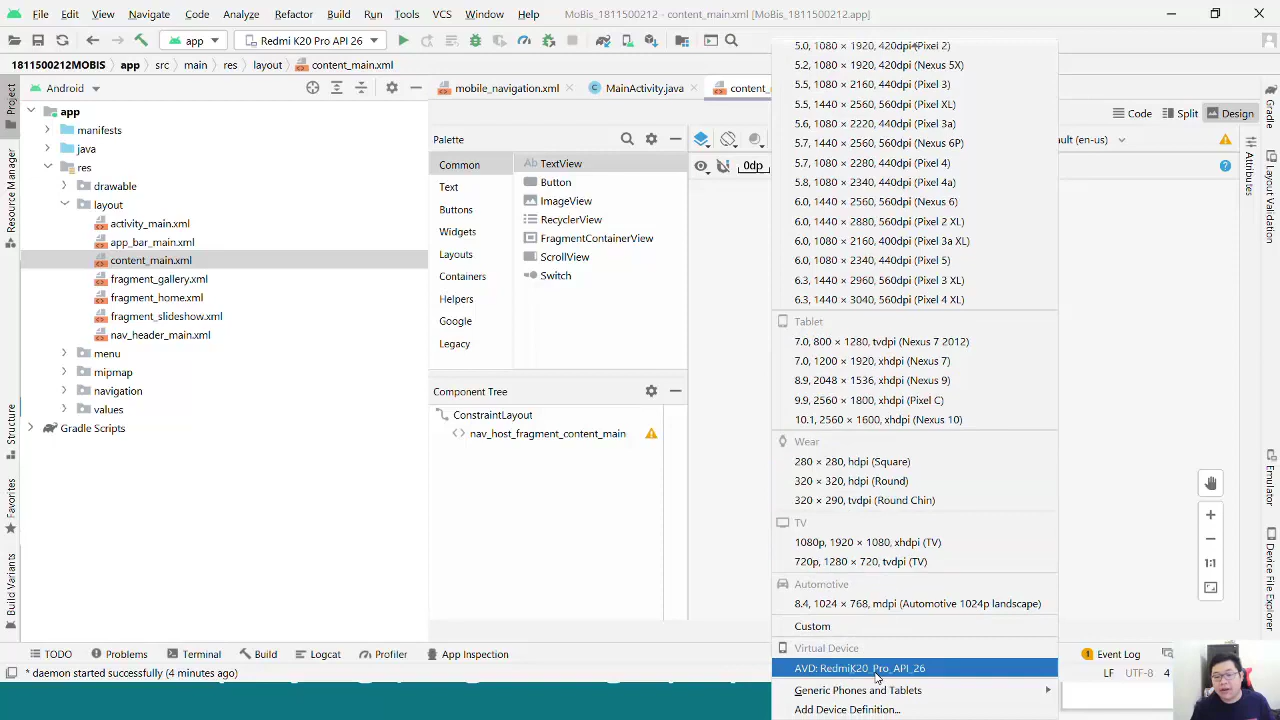 File Edit View Navigate Code Analyze Refactor Build Run Tools VCS Window Help MoBis_1811500212 - content_main.xml [MoBis_1811500212.app]
app Redmi K20 Pro API 26
1811500212MOBIS app src main res layout content_main.xml
Android
mobile_navigation.xml MainActivity.java content_
Project
Resource Manager
Structure
Favorites
Build Variants
app
manifests
java
res
drawable
layout
activity_main.xml
app_bar_main.xml
content_main.xml
fragment_gallery.xml
fragment_home.xml
fragment_slideshow.xml
nav_header_main.xml
menu
mipmap
navigation
values
Gradle Scripts
Palette
Common
Text
Buttons
Widgets
Layouts
Containers
Helpers
Google
Legacy
TextView
Button
ImageView
RecyclerView
FragmentContainerView
ScrollView
Switch
Component Tree
ConstraintLayout
nav_host_fragment_content_main
0dp
5.0, 1080 × 1920, 420dpi (Pixel 2)
5.2, 1080 × 1920, 420dpi (Nexus 5X)
5.5, 1080 × 2160, 440dpi (Pixel 3)
5.5, 1440 × 2560, 560dpi (Pixel XL)
5.6, 1080 × 2220, 440dpi (Pixel 3a)
5.7, 1440 × 2560, 560dpi (Nexus 6P)
5.7, 1080 × 2280, 440dpi (Pixel 4)
5.8, 1080 × 2340, 440dpi (Pixel 4a)
6.0, 1440 × 2560, 560dpi (Nexus 6)
6.0, 1440 × 2880, 560dpi (Pixel 2 XL)
6.0, 1080 × 2160, 400dpi (Pixel 3a XL)
6.0, 1080 × 2340, 440dpi (Pixel 5)
6.3, 1440 × 2960, 560dpi (Pixel 3 XL)
6.3, 1440 × 3040, 560dpi (Pixel 4 XL)
Tablet
7.0, 800 × 1280, tvdpi (Nexus 7 2012)
7.0, 1200 × 1920, xhdpi (Nexus 7)
8.9, 2048 × 1536, xhdpi (Nexus 9)
9.9, 2560 × 1800, xhdpi (Pixel C)
10.1, 2560 × 1600, xhdpi (Nexus 10)
Wear
280 × 280, hdpi (Square)
320 × 320, hdpi (Round)
320 × 290, tvdpi (Round Chin)
TV
1080p, 1920 × 1080, xhdpi (TV)
720p, 1280 × 720, tvdpi (TV)
Automotive
8.4, 1024 × 768, mdpi (Automotive 1024p landscape)
Custom
Virtual Device
AVD: RedmiK20_Pro_API_26
Generic Phones and Tablets
Add Device Definition...
Code Split Design
ult (en-us)
1:1
Attributes
Gradle
Layout Validation
Emulator
Device File Explorer
TODO Problems Terminal Build Logcat Profiler App Inspection
1 Event Log
* daemon started successfully (4 minutes ago)
LF UTF-8 4